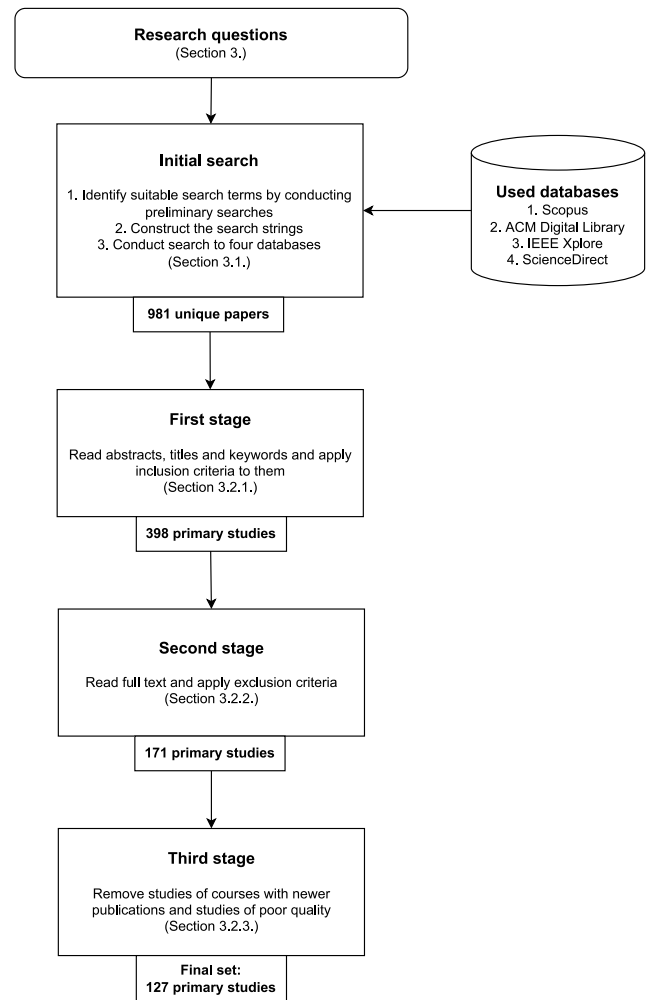 Research questions
(Section 3.)
Initial search
1. Identify suitable search terms by conducting
preliminary searches
2. Construct the search strings
3. Conduct search to four databases
(Section 3.1.)
Used databases
1. Scopus
2. ACM Digital Library
3. IEEE Xplore
4. ScienceDirect
981 unique papers
First stage
Read abstracts, titles and keywords and apply
inclusion criteria to them
(Section 3.2.1.)
398 primary studies
Second stage
Read full text and apply exclusion criteria
(Section 3.2.2.)
171 primary studies
Third stage
Remove studies of courses with newer
publications and studies of poor quality
(Section 3.2.3.)
Final set:
127 primary studies